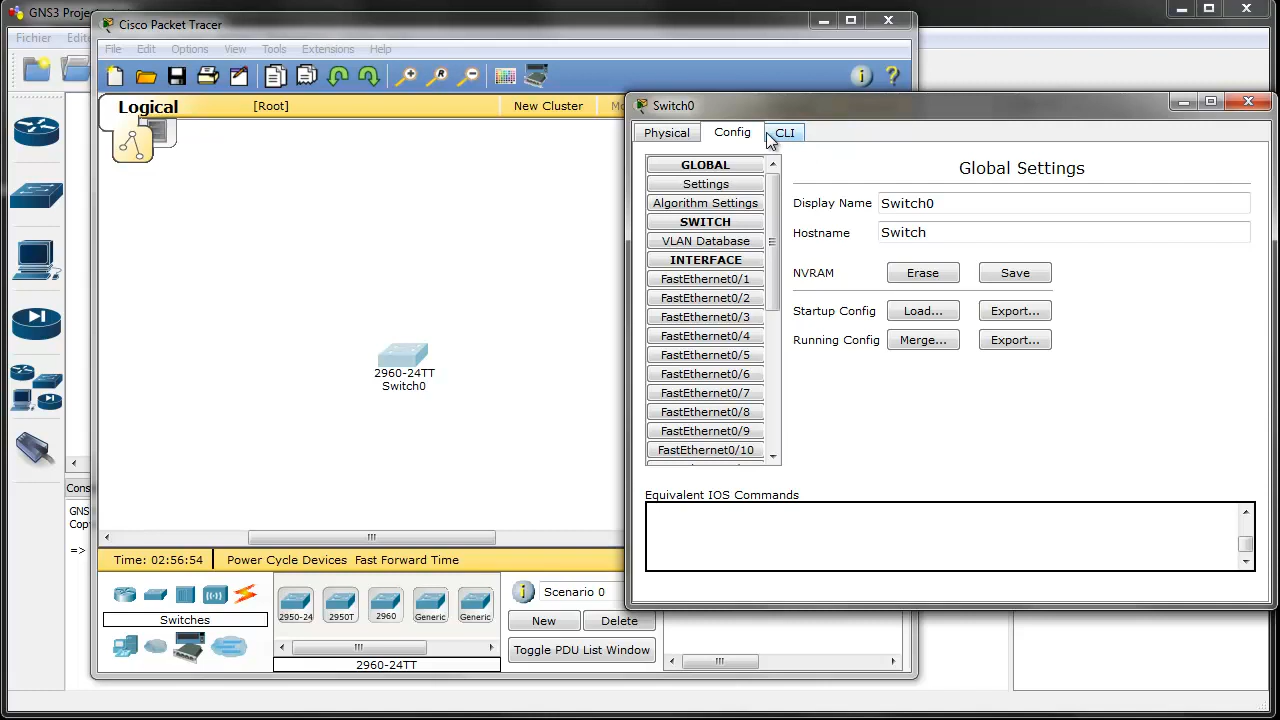 GNS3 Proje
Fichier Edit
Cisco Packet Tracer
File Edit Options View Tools Extensions Help
Logical [Root] New Cluster
Switch0
Physical Config CLI
GLOBAL
Settings
Algorithm Settings
SWITCH
VLAN Database
INTERFACE
FastEthernet0/1
FastEthernet0/2
FastEthernet0/3
FastEthernet0/4
FastEthernet0/5
FastEthernet0/6
FastEthernet0/7
FastEthernet0/8
FastEthernet0/9
FastEthernet0/10
Global Settings
Display Name Switch0
Hostname Switch
NVRAM Erase Save
Startup Config Load... Export...
Running Config Merge... Export...
Equivalent IOS Commands
2960-24TT
Switch0
Cons
GNS
Cop
=>
Time: 02:56:54 Power Cycle Devices Fast Forward Time
Switches
2950-24 2950T 2960 Generic Generic
2960-24TT
Scenario 0
New Delete
Toggle PDU List Window